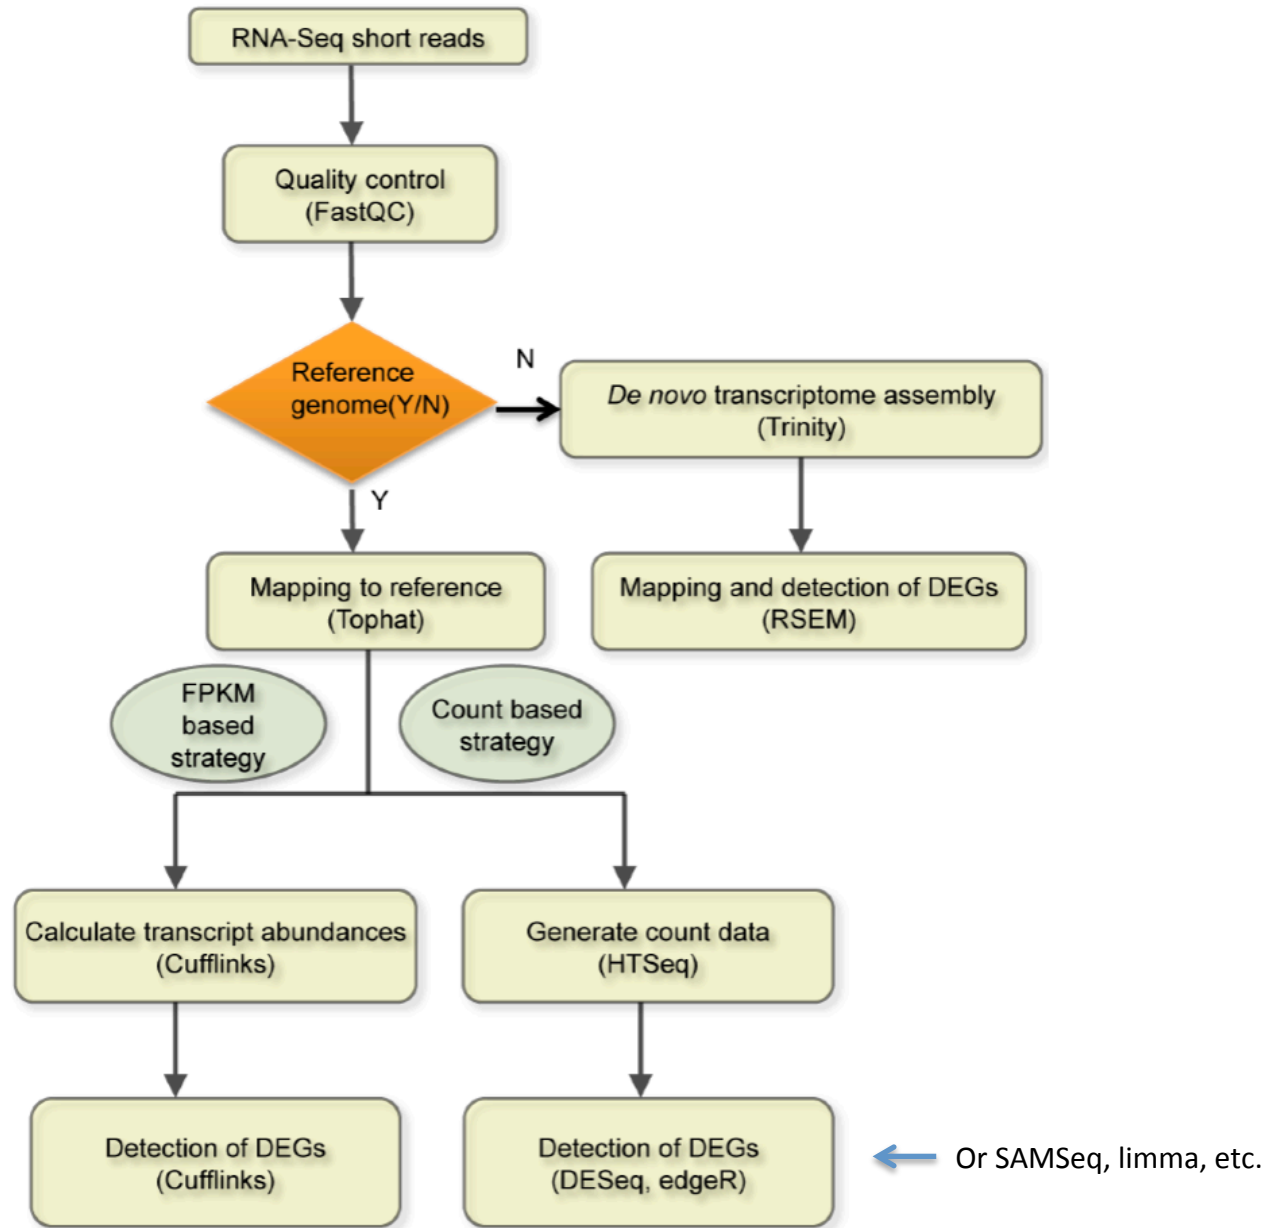 RNA-Seq short reads
Quality control
(FastQC)
Reference
genome(Y/N)
N
De novo transcriptome assembly
(Trinity)
Y
Mapping to reference
(Tophat)
Mapping and detection of DEGs
(RSEM)
FPKM
based
strategy
Count based
strategy
Calculate transcript abundances
(Cufflinks)
Generate count data
(HTSeq)
Detection of DEGs
(Cufflinks)
Detection of DEGs
(DESeq, edgeR)
Or SAMSeq, limma, etc.